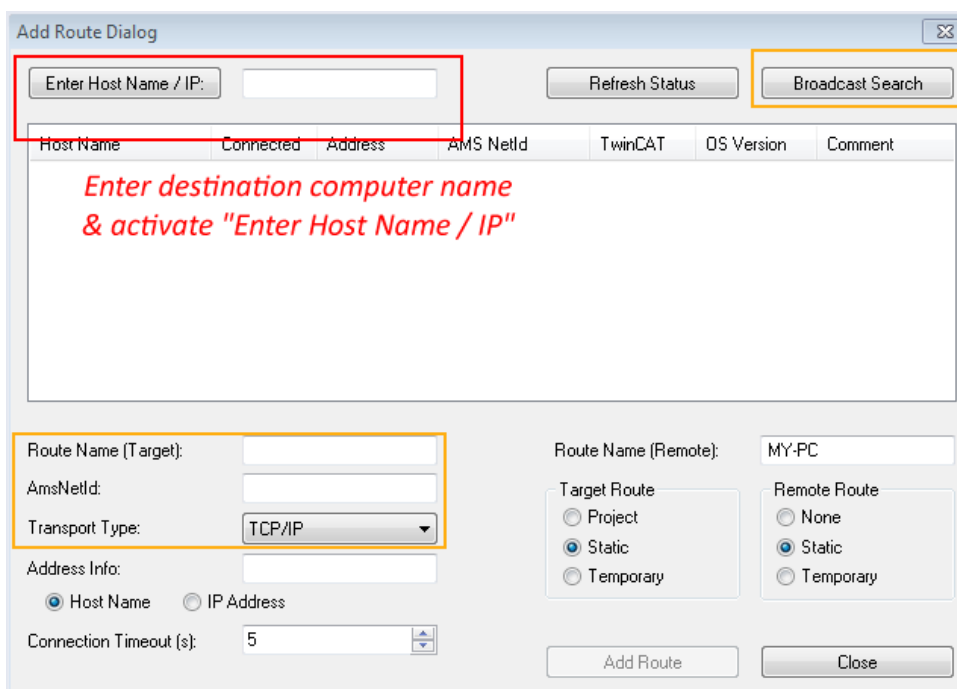 Add Route Dialog
Enter Host Name / IP:
Refresh Status
Broadcast Search
Host Name Connected Address AMS NetId TwinCAT OS Version Comment
Enter destination computer name
& activate "Enter Host Name / IP"
Route Name (Target):
Route Name (Remote): MY-PC
AmsNetId:
Target Route
Remote Route
Transport Type: TCP/IP
Project
None
Static
Static
Address Info:
Temporary
Temporary
Host Name
IP Address
Connection Timeout (s): 5
Add Route
Close